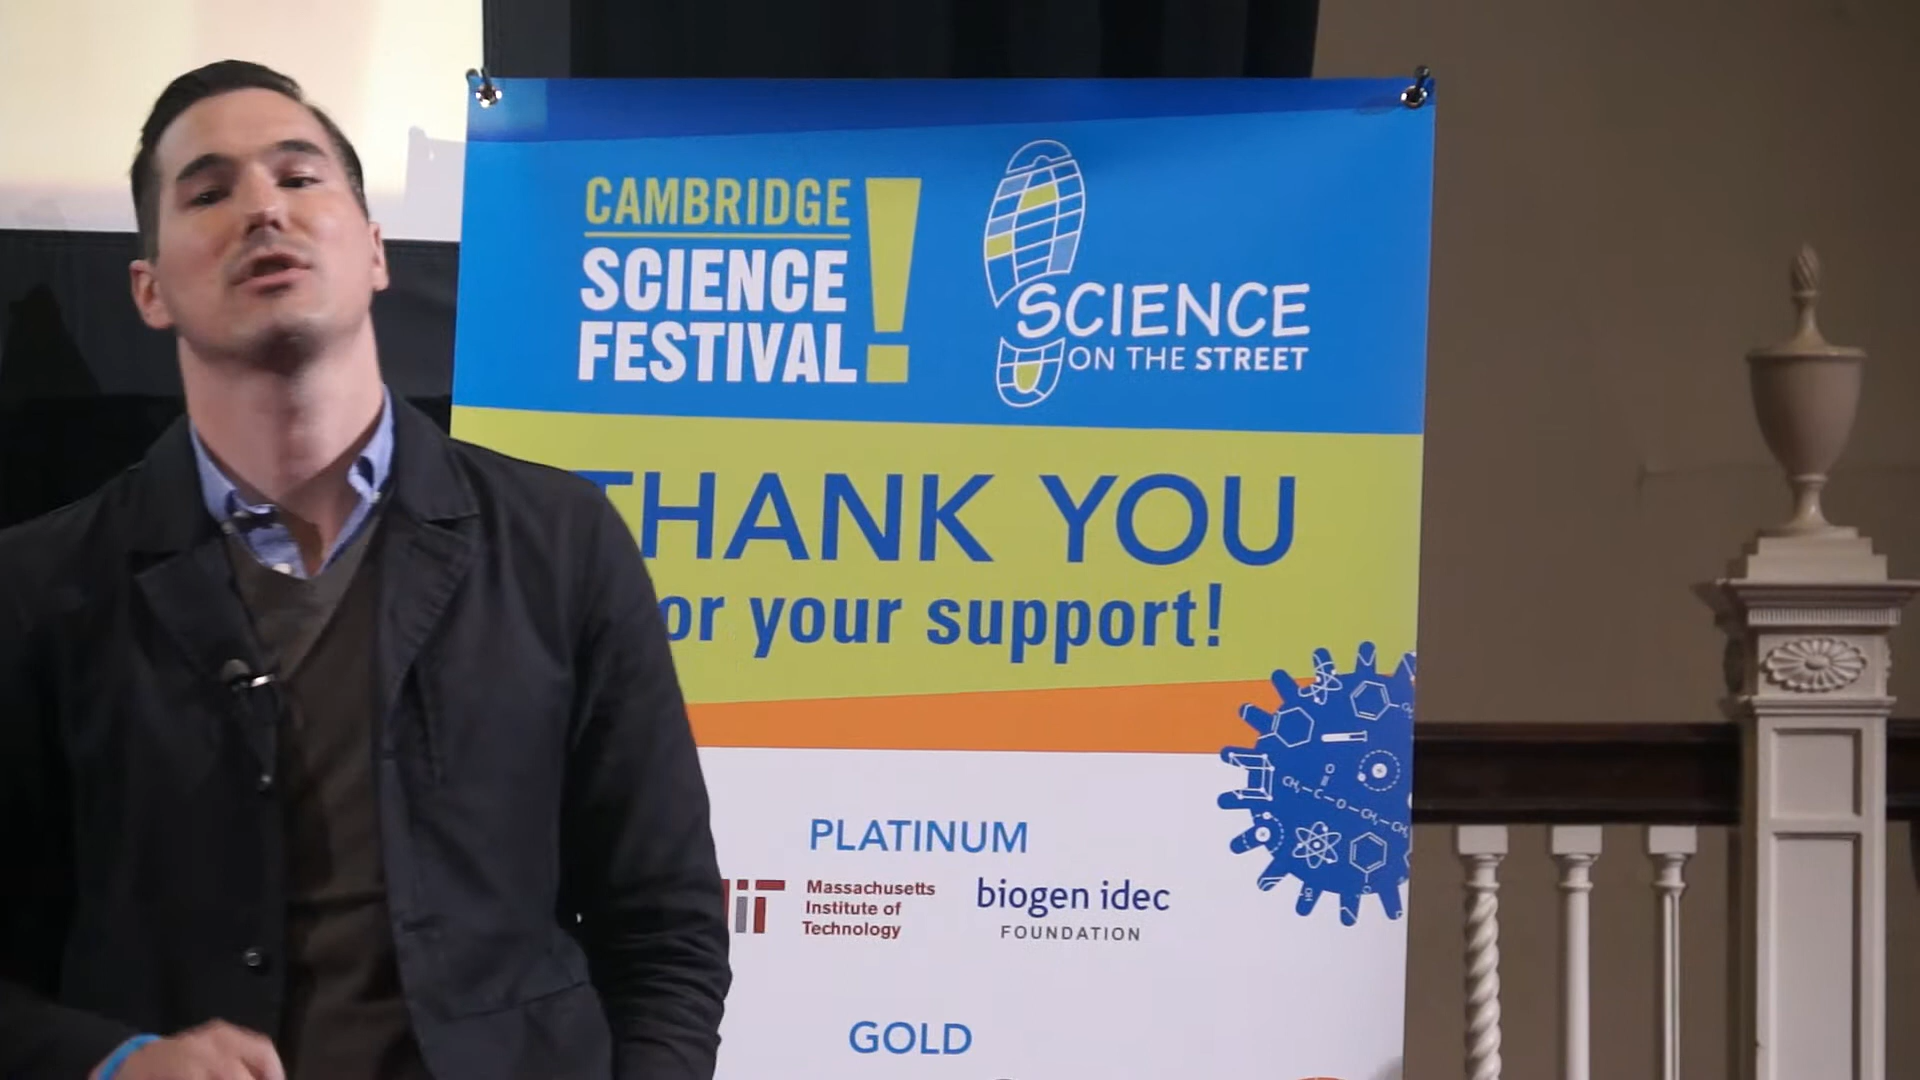 CAMBRIDGE
SCIENCE
FESTIVAL!
SCIENCE
ON THE STREET
THANK YOU
or your support!
PLATINUM
Massachusetts
Institute of
Technology
biogen idec
FOUNDATION
GOLD